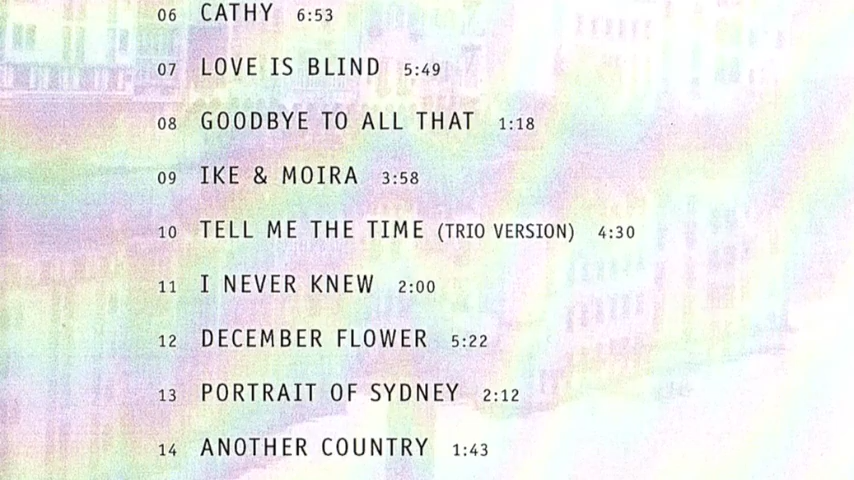 06 CATHY 6:53
07 LOVE IS BLIND 5:49
08 GOODBYE TO ALL THAT 1:18
09 IKE & MOIRA 3:58
10 TELL ME THE TIME (TRIO VERSION) 4:30
11 I NEVER KNEW 2:00
12 DECEMBER FLOWER 5:22
13 PORTRAIT OF SYDNEY 2:12
14 ANOTHER COUNTRY 1:43